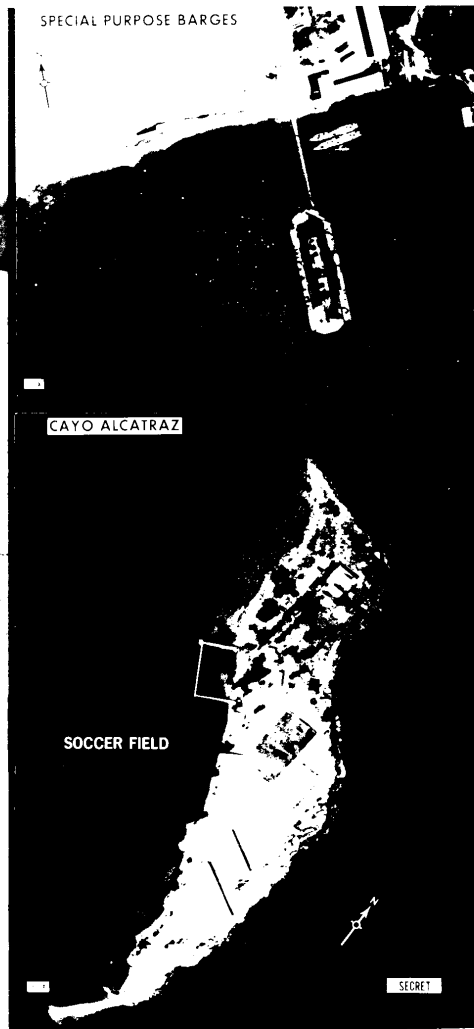 SPECIAL PURPOSE BARGES
CAYO ALCATRAZ
SOCCER FIELD
N
SECRET